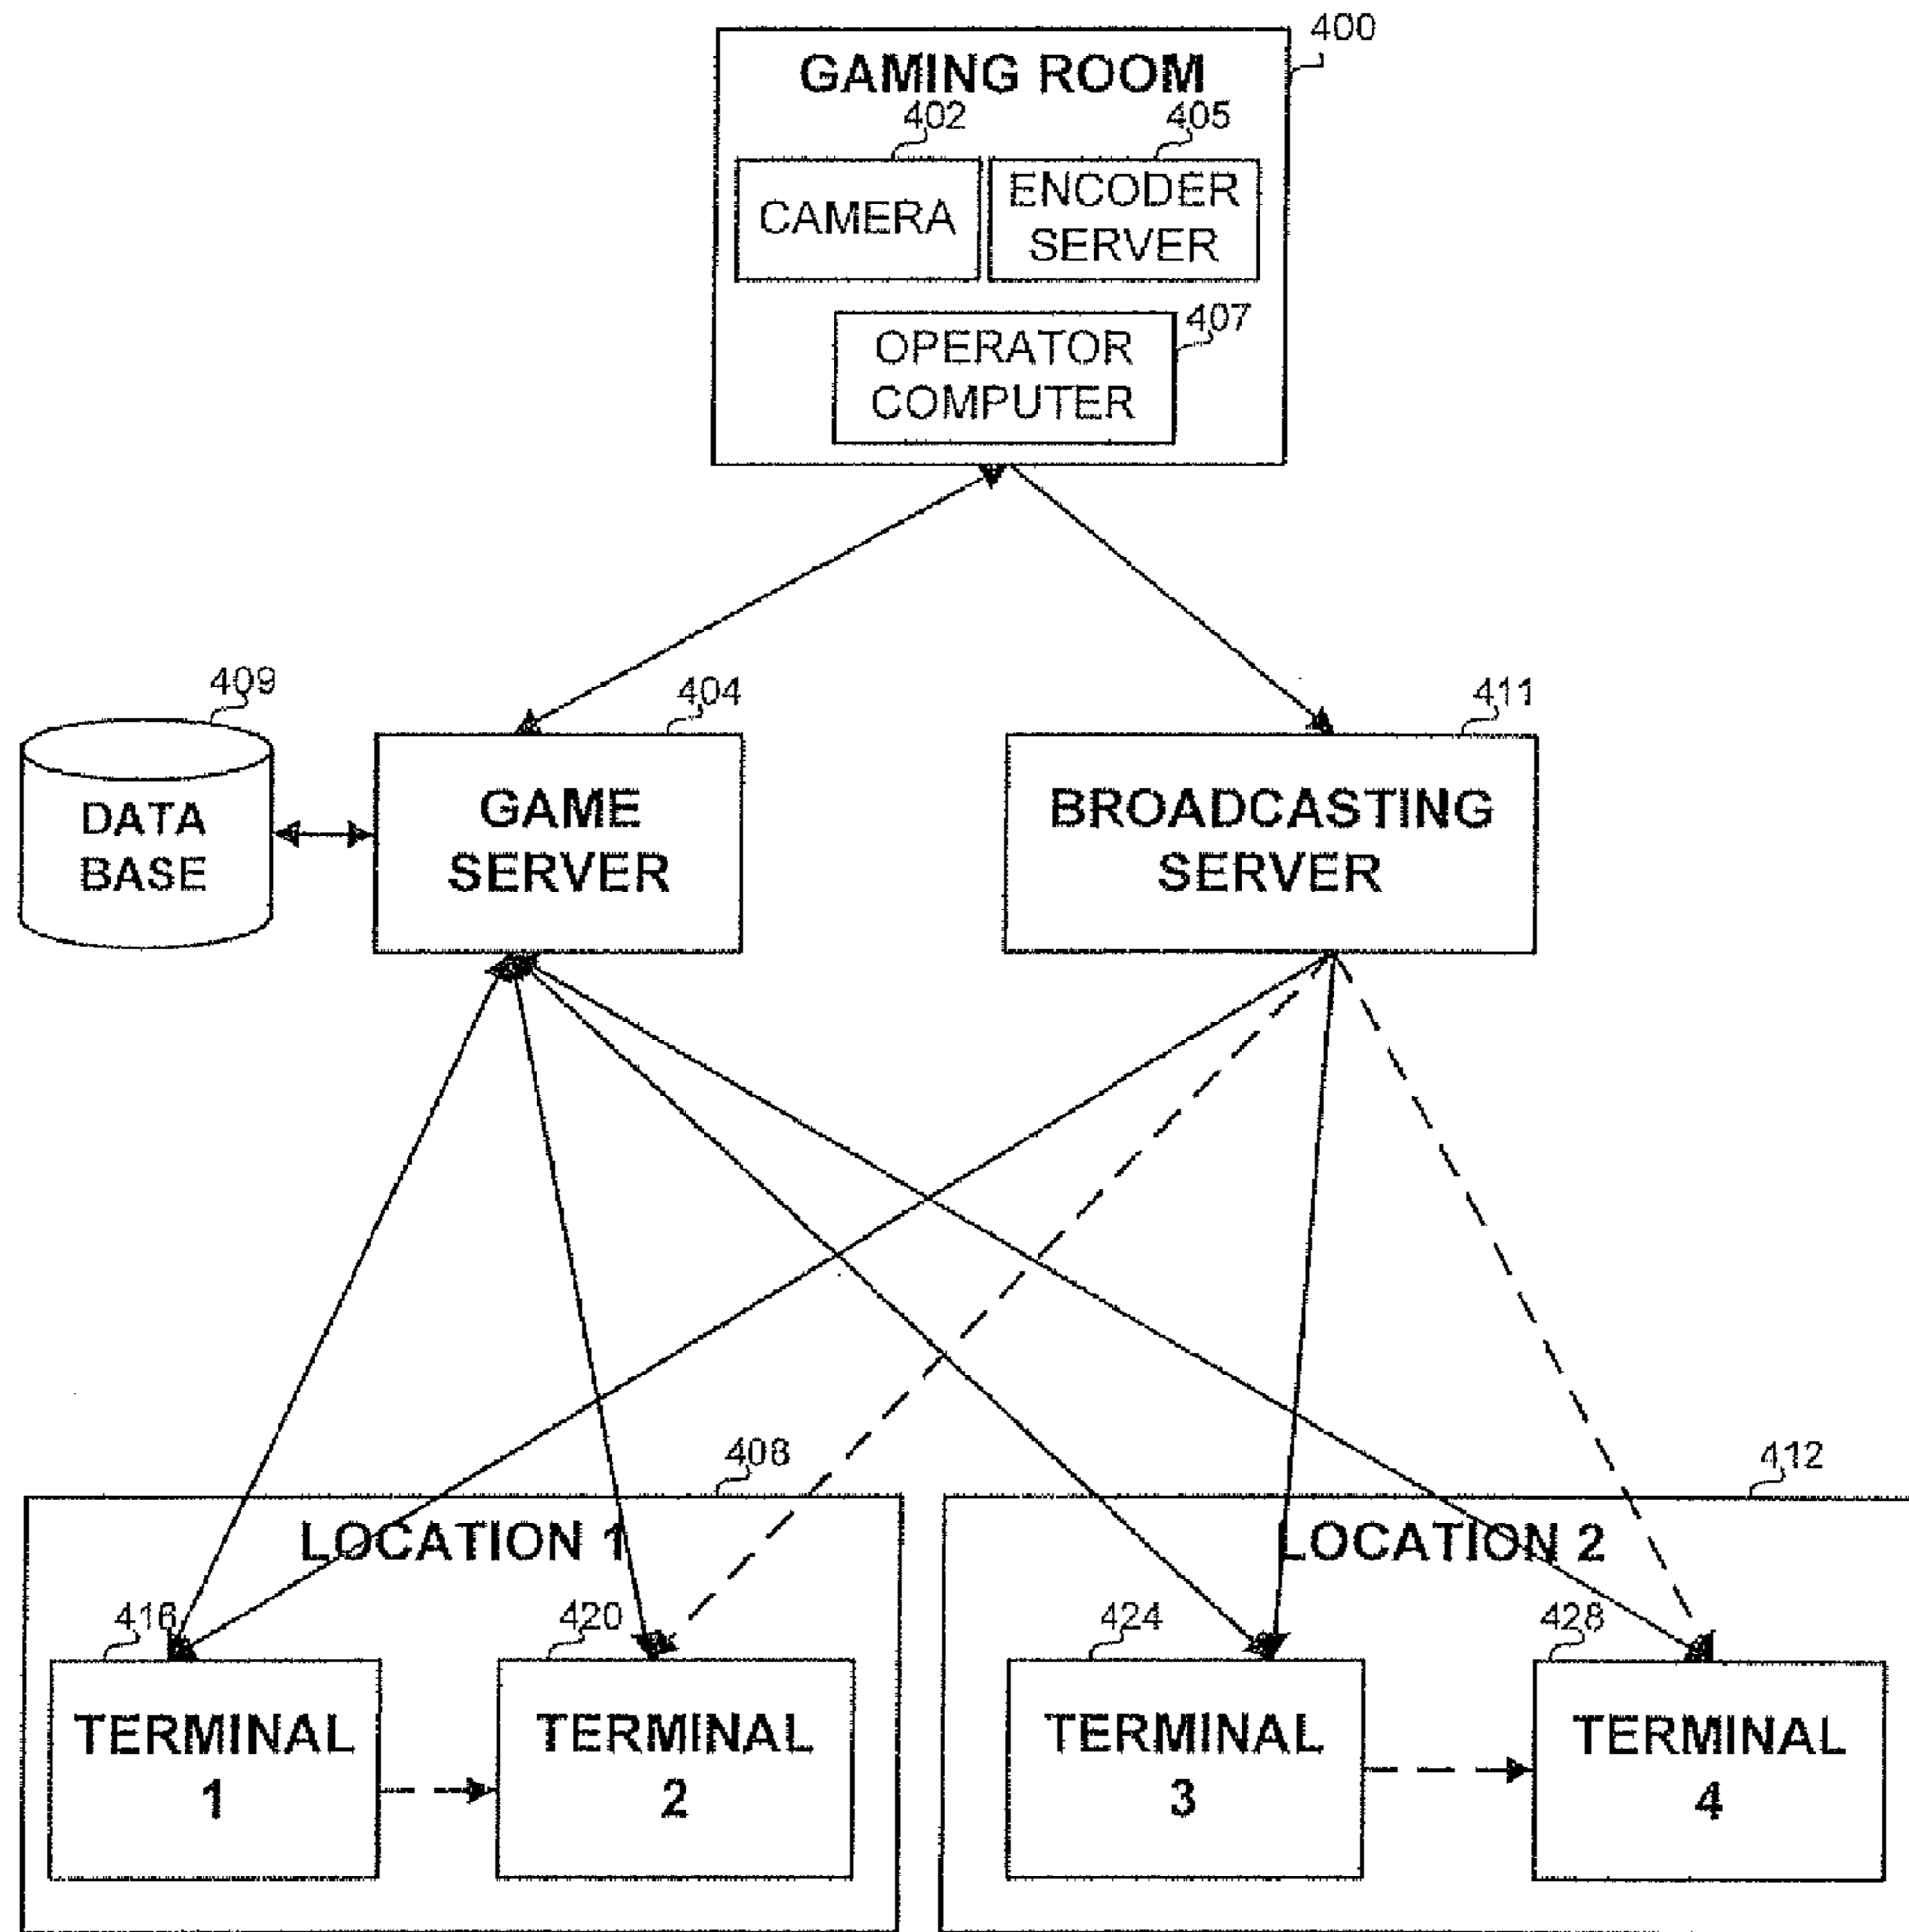 400
GAMING ROOM
402
405
CAMERA
ENCODER
SERVER
407
OPERATOR
COMPUTER
409
404
411
DATA
BASE
GAME
SERVER
BROADCASTING
SERVER
408
412
LOCATION 1
LOCATION 2
416
420
424
428
TERMINAL
1
TERMINAL
2
TERMINAL
3
TERMINAL
4